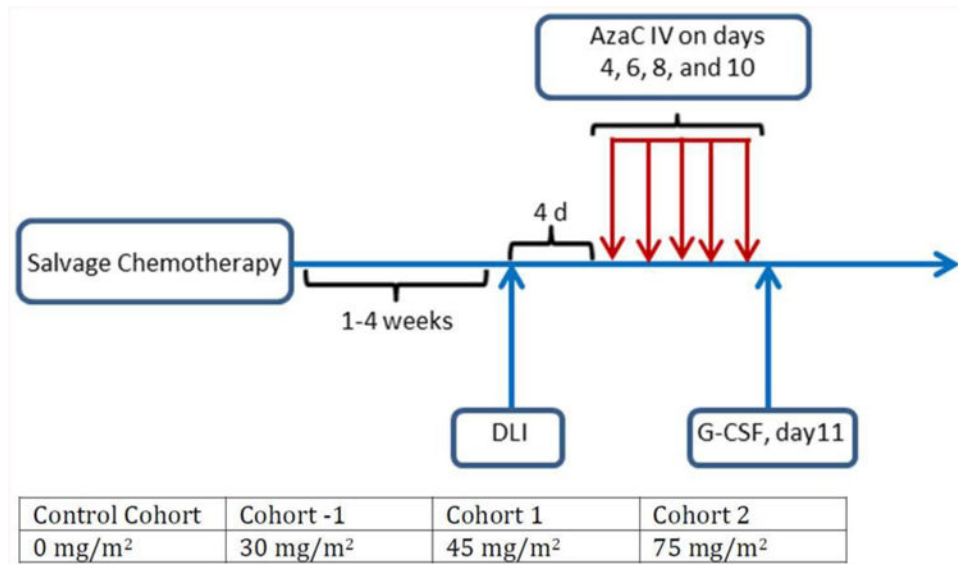 AzaC IV on days
4, 6, 8, and 10
4 d
Salvage Chemotherapy
1-4 weeks
DLI
G-CSF, day11
Control Cohort Cohort -1 Cohort 1 Cohort 2
0 mg/m² 30 mg/m² 45 mg/m² 75 mg/m²